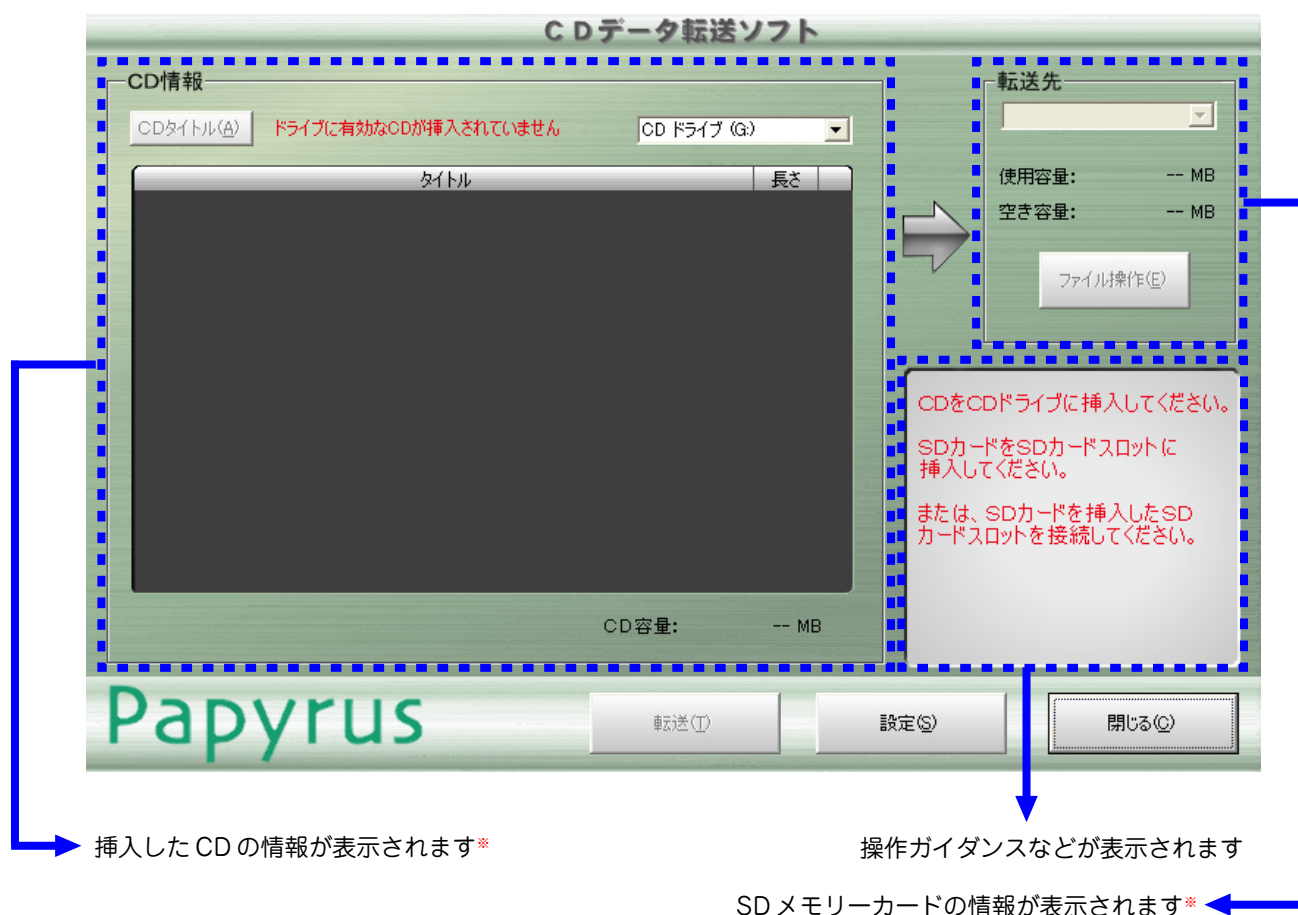 CDデータ転送ソフト
CD情報
CDタイトル(A)
ドライブに有効なCDが挿入されていません
CD ドライブ (G:)
タイトル
長さ
CD容量:
-- MB
転送先
使用容量:
-- MB
空き容量:
-- MB
ファイル操作(E)
CDをCDドライブに挿入してください。
SDカードをSDカードスロットに
挿入してください。
または、SDカードを挿入したSD
カードスロットを接続してください。
Papyrus
転送(T)
設定(S)
閉じる(C)
挿入した CD の情報が表示されます※
操作ガイダンスなどが表示されます
SD メモリーカードの情報が表示されます※